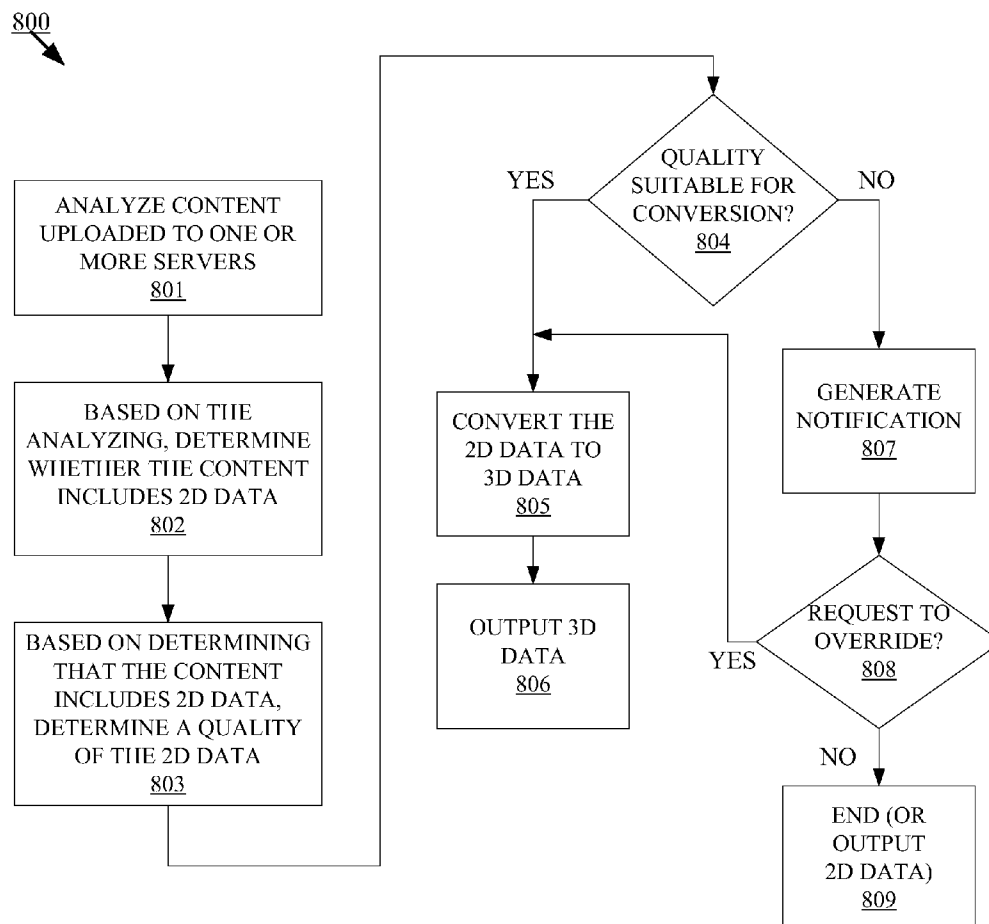 800
ANALYZE CONTENT
UPLOADED TO ONE OR
MORE SERVERS
801
BASED ON THE
ANALYZING, DETERMINE
WHETHER THE CONTENT
INCLUDES 2D DATA
802
BASED ON DETERMINING
THAT THE CONTENT
INCLUDES 2D DATA,
DETERMINE A QUALITY
OF THE 2D DATA
803
QUALITY
SUITABLE FOR
CONVERSION?
804
YES
NO
CONVERT THE
2D DATA TO
3D DATA
805
OUTPUT 3D
DATA
806
GENERATE
NOTIFICATION
807
REQUEST TO
OVERRIDE?
808
YES
NO
END (OR
OUTPUT
2D DATA)
809